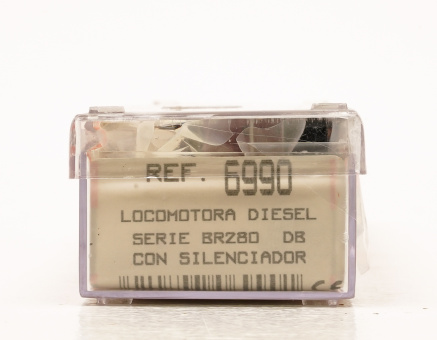 REF. 6990
LOCOMOTORA DIESEL
SERIE BR280 DB
CON SILENCIADOR
CE